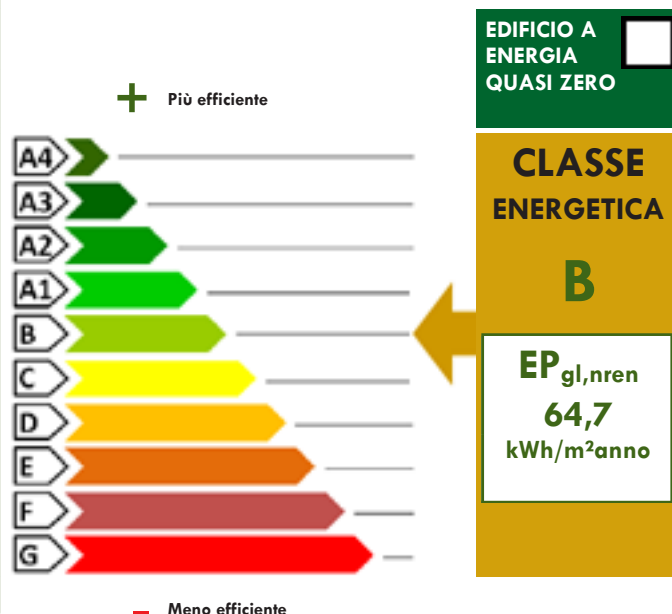 EDIFICIO A
ENERGIA
QUASI ZERO
+ Più efficiente
A4
A3
A2
A1
B
C
D
E
F
G
- Meno efficiente
CLASSE
ENERGETICA
B
EPgl,nren
64,7
kWh/m²anno